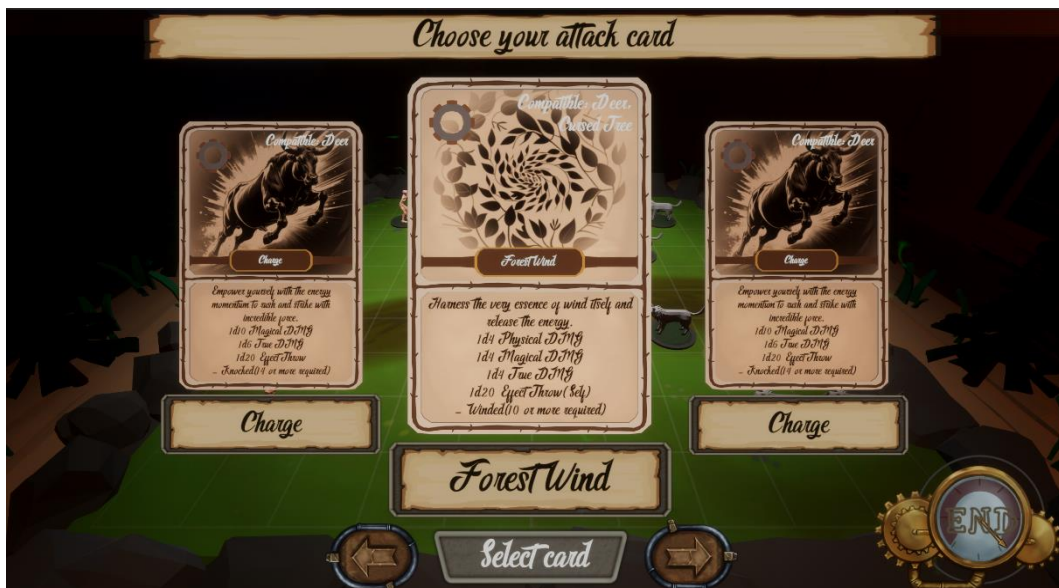 Choose your attack card
Compatible: Deer
Charge
Empower yourself with the energy
momentum to rush and strike with
incredible force.
1d10 Magical DMG
1d6 True DMG
1d20 Effect Throw
- Knocked(14 or more required)
Charge
Compatible: Deer,
Cursed Tree
Forest Wind
Harness the very essence of wind itself and
release the energy.
1d4 Physical DMG
1d4 Magical DMG
1d4 True DMG
1d20 Effect Throw(Self)
- Winded(10 or more required)
Forest Wind
Compatible: Deer
Charge
Empower yourself with the energy
momentum to rush and strike with
incredible force.
1d10 Magical DMG
1d6 True DMG
1d20 Effect Throw
- Knocked(14 or more required)
Charge
Select card
END